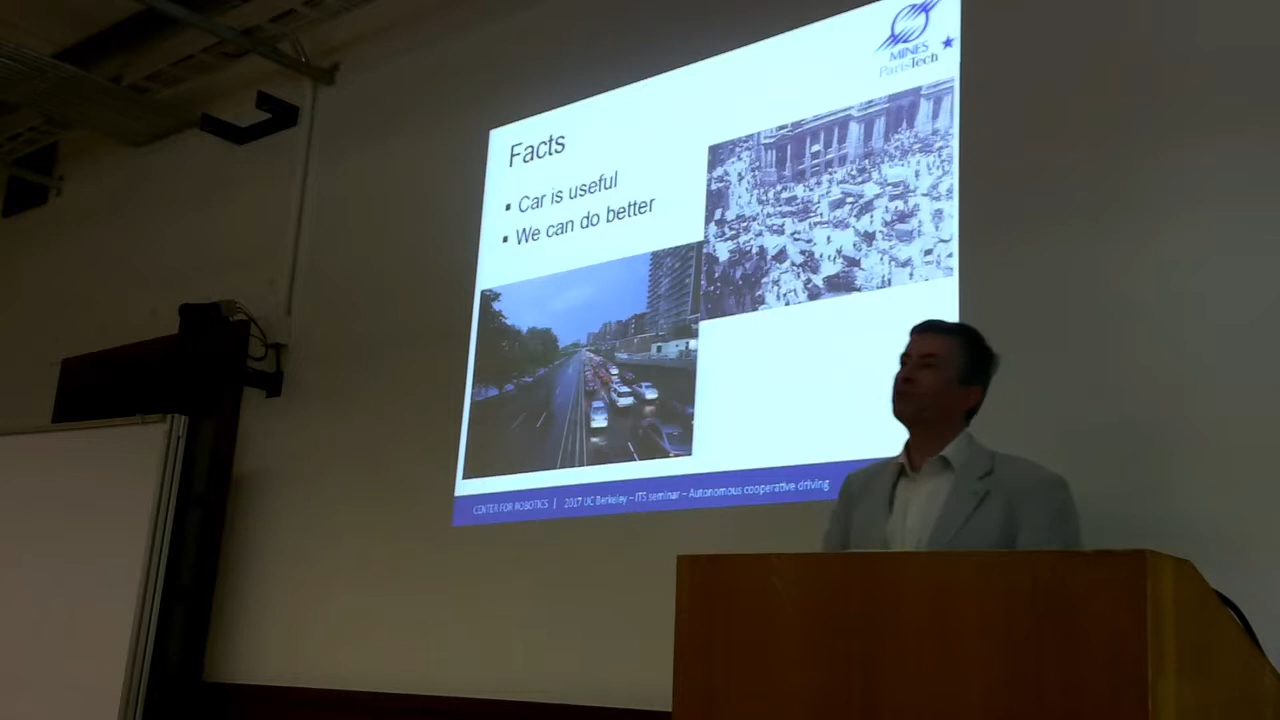 MINES
ParisTech
Facts
▪ Car is useful
▪ We can do better
CENTER FOR ROBOTICS | 2017 UC Berkeley – ITS seminar – Autonomous cooperative driving